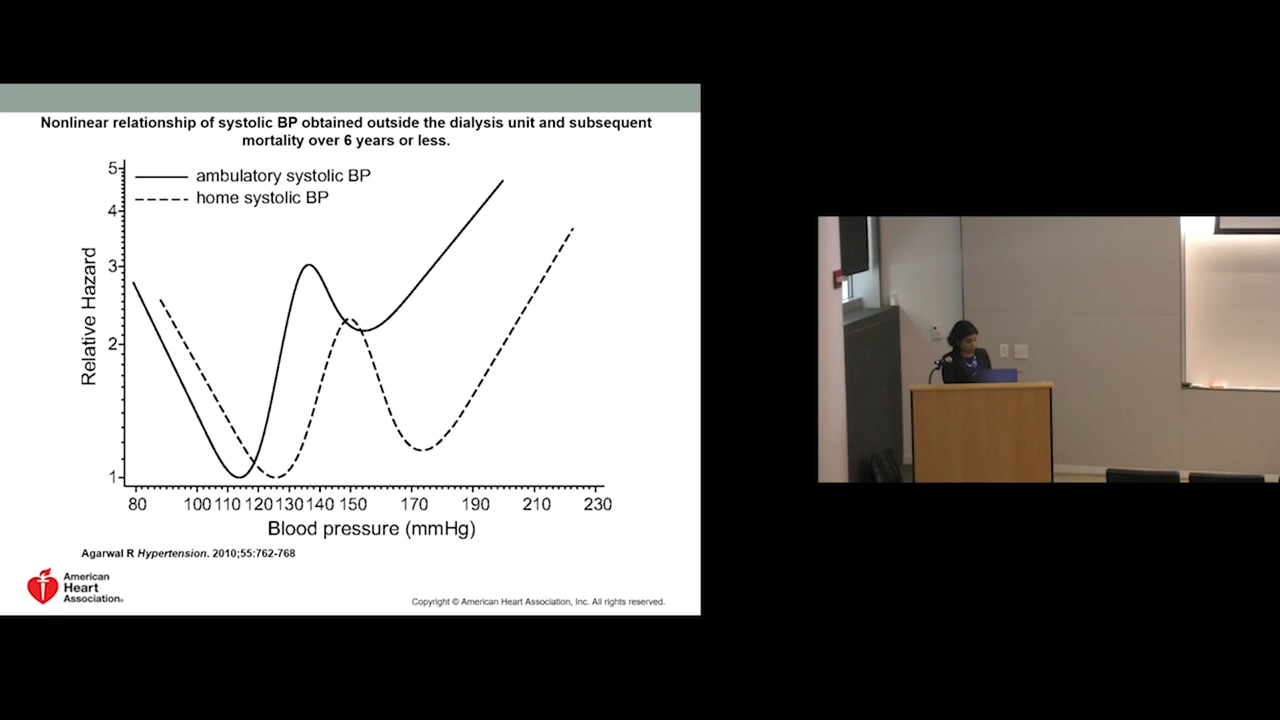 Nonlinear relationship of systolic BP obtained outside the dialysis unit and subsequent
mortality over 6 years or less.
5
ambulatory systolic BP
home systolic BP
4
3
2
1
Relative Hazard
80 100 110 120 130 140 150 170 190 210 230
Blood pressure (mmHg)
Agarwal R Hypertension. 2010;55:762-768
American
Heart
Association®
Copyright © American Heart Association, Inc. All rights reserved.